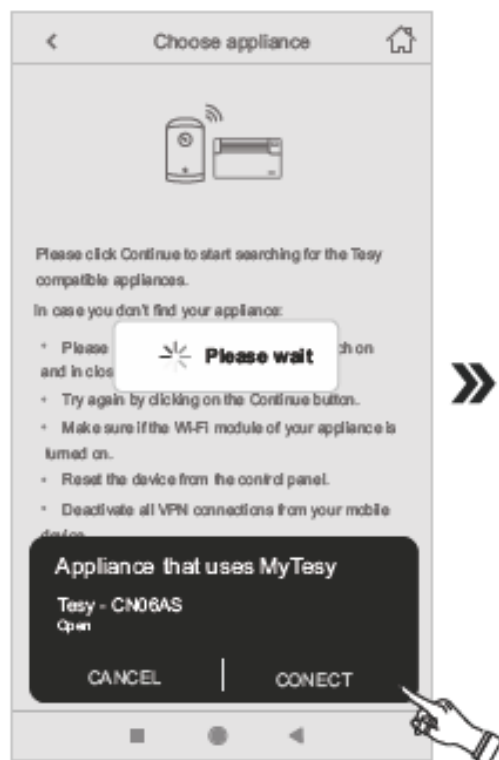 Choose appliance
Please click Continue to start searching for the Tesy
compatible appliances.
In case you don't find your appliance:
* Please
Please wait
ch on
and in clos
* Try again by clicking on the Continue button.
* Make sure if the Wi-Fi module of your appliance is
turned on.
* Reset the device from the control panel.
* Deactivate all VPN connections from your mobile
Appliance that uses MyTesy
Tesy - CN06AS
Open
CANCEL
CONECT